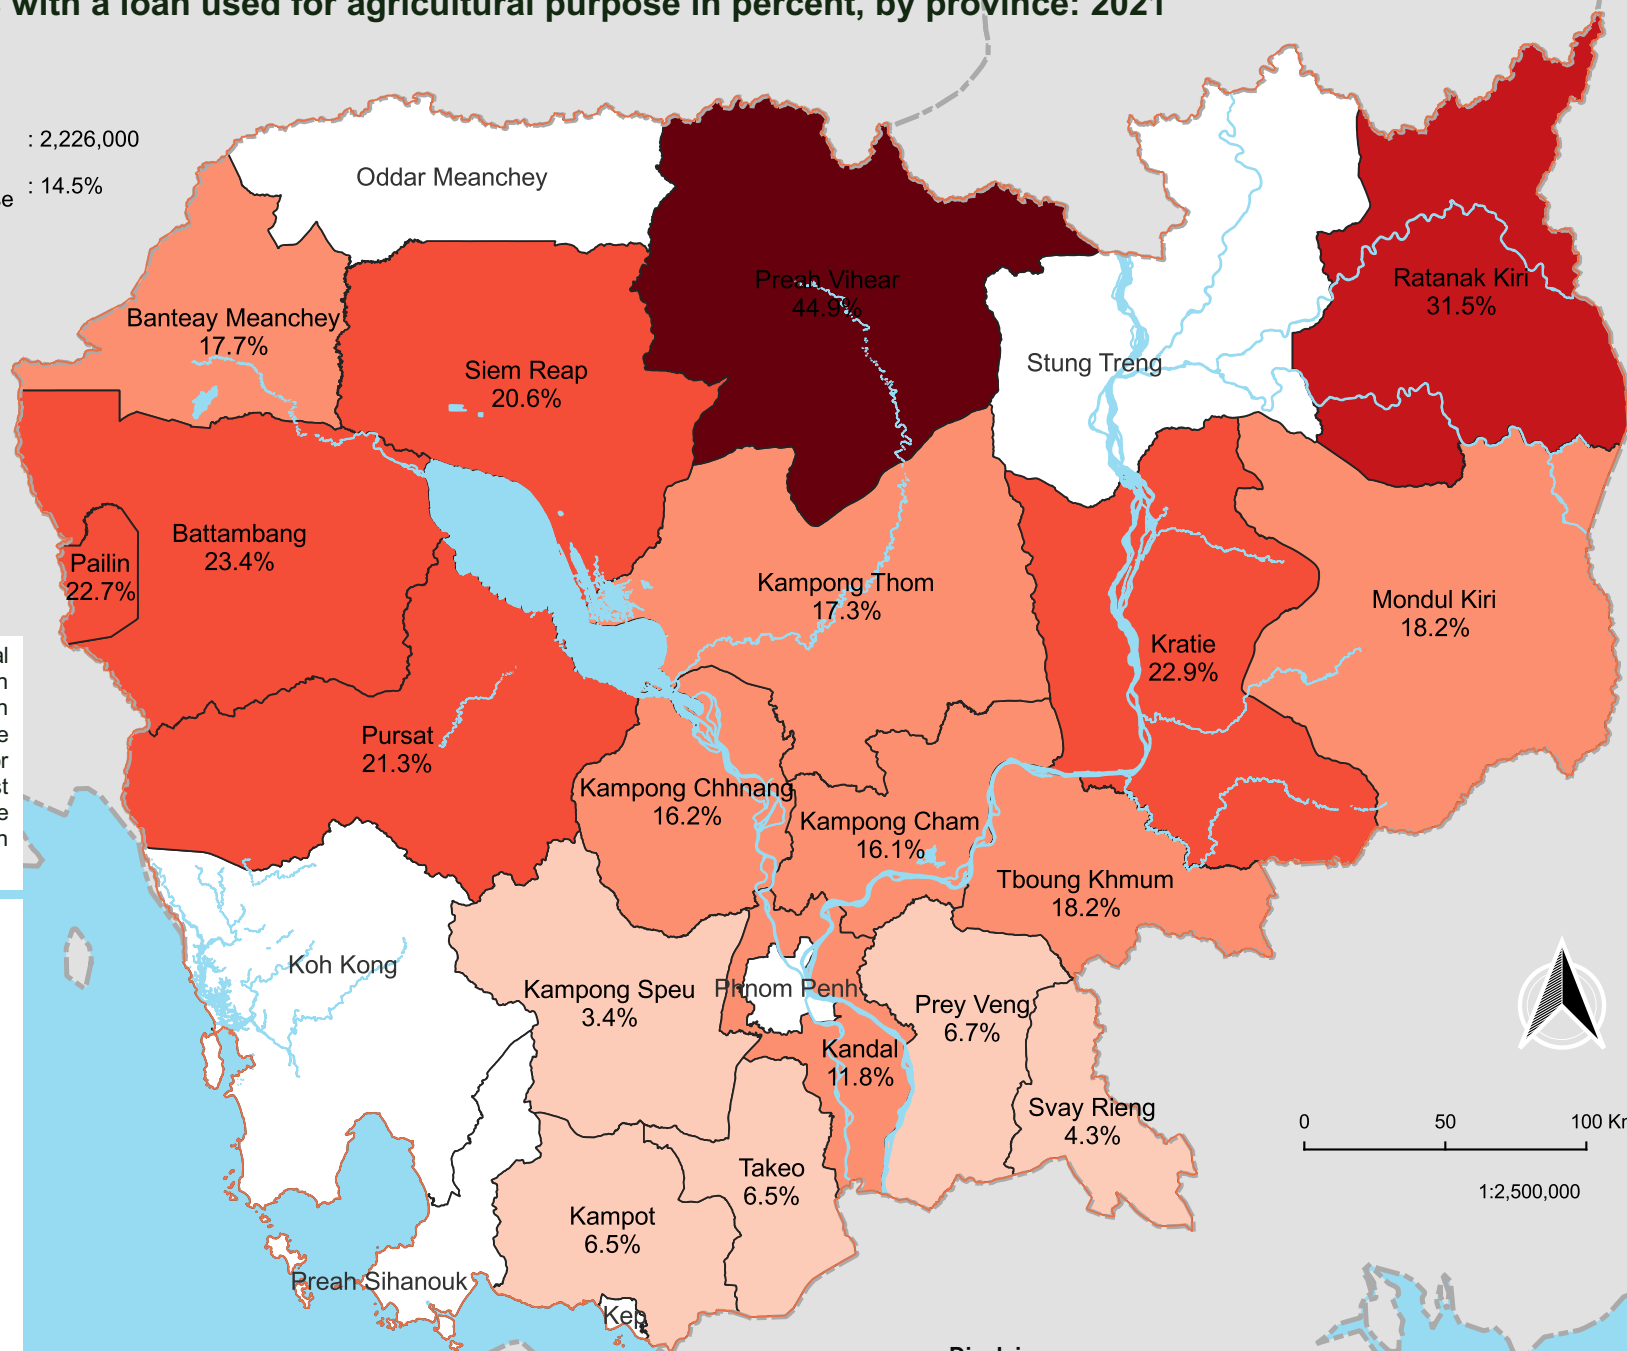 with a loan used for agricultural purpose in percent, by province: 2021
: 2,226,000
: 14.5%
e
Oddar Meanchey
Preah Vihear
44.9%
Ratanak Kiri
31.5%
Banteay Meanchey
17.7%
Siem Reap
20.6%
Stung Treng
Battambang
23.4%
Pailin
22.7%
Kampong Thom
17.3%
Mondul Kiri
18.2%
Kratie
22.9%
al
n
n
e
or
st
e
n
Pursat
21.3%
Kampong Chhnang
16.2%
Kampong Cham
16.1%
Tboung Khmum
18.2%
Koh Kong
Kampong Speu
3.4%
Phnom Penh
Prey Veng
6.7%
Kandal
11.8%
Svay Rieng
4.3%
0 50 100 Km
1:2,500,000
Takeo
6.5%
Kampot
6.5%
Preah Sihanouk
Kep